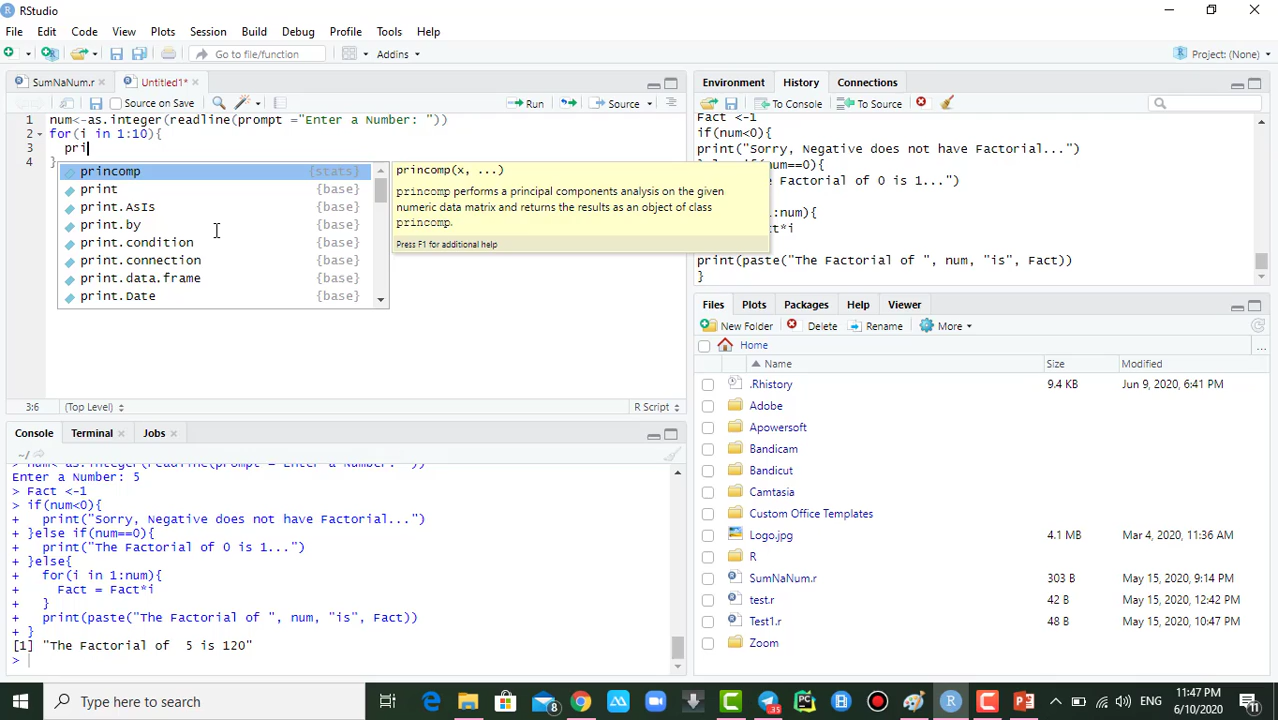 RStudio
File Edit Code View Plots Session Build Debug Profile Tools Help
Go to file/function Addins Project: (None)
SumNaNum.r Untitled1*
Source on Save Run Source
1 num<-as.integer(readline(prompt ="Enter a Number: "))
2 for(i in 1:10){
3 pri
4 }
princomp {stats}
print {base}
print.AsIs {base}
print.by {base}
print.condition {base}
print.connection {base}
print.data.frame {base}
print.Date {base}
princomp(x, ...)
princomp performs a principal components analysis on the given
numeric data matrix and returns the results as an object of class
princomp.
Press F1 for additional help
3:6 (Top Level) R Script
Console Terminal Jobs
~/
Enter a Number: 5
> Fact <-1
> if(num<0){
+ print("Sorry, Negative does not have Factorial...")
+ }else if(num==0){
+ print("The Factorial of 0 is 1...")
+ }else{
+ for(i in 1:num){
+ Fact = Fact*i
+ }
+ print(paste("The Factorial of ", num, "is", Fact))
+ }
[1] "The Factorial of  5 is 120"
>
Environment History Connections
To Console To Source
Fact <-1
if(num<0){
print("Sorry, Negative does not have Factorial...")
num==0){
he Factorial of 0 is 1...")
1:num){
t*i
print(paste("The Factorial of ", num, "is", Fact))
}
Files Plots Packages Help Viewer
New Folder Delete Rename More
Home ...
Name Size Modified
.Rhistory 9.4 KB Jun 9, 2020, 6:41 PM
Adobe
Apowersoft
Bandicam
Bandicut
Camtasia
Custom Office Templates
Logo.jpg 4.1 MB Mar 4, 2020, 11:36 AM
R
SumNaNum.r 303 B May 15, 2020, 9:14 PM
test.r 42 B May 15, 2020, 12:42 PM
Test1.r 48 B May 15, 2020, 10:47 PM
Zoom
Type here to search
8
35
PC
ENG
11:47 PM
6/10/2020
11